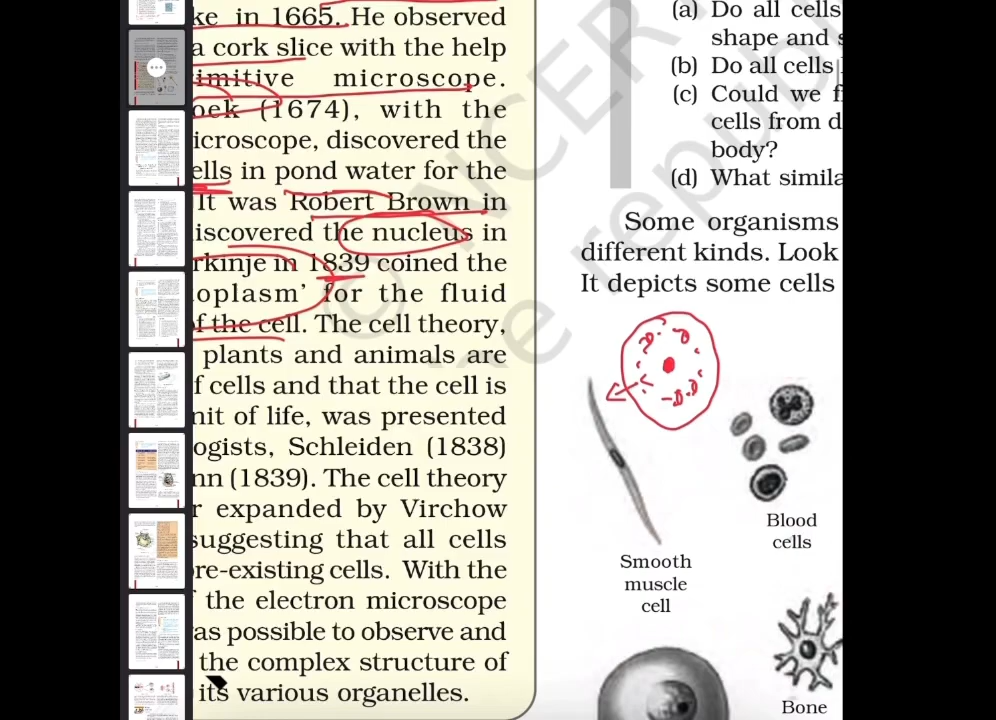 ke in 1665. He observed
a cork slice with the help
imitive microscope.
oek (1674), with the
icroscope, discovered the
ells in pond water for the
It was Robert Brown in
iscovered the nucleus in
rkinje in 1839 coined the
oplasm’ for the fluid
of the cell. The cell theory,
plants and animals are
f cells and that the cell is
nit of life, was presented
ogists, Schleiden (1838)
nn (1839). The cell theory
r expanded by Virchow
suggesting that all cells
re-existing cells. With the
f the electron microscope
as possible to observe and
the complex structure of
its various organelles.
(a) Do all cells
shape and s
(b) Do all cells
(c) Could we fi
cells from d
body?
(d) What simila
Some organisms
different kinds. Look
It depicts some cells
Blood
cells
Smooth
muscle
cell
Bone
© NCER
e republ